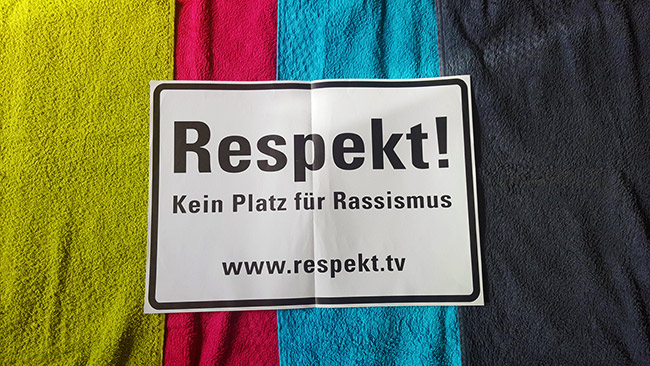 Respekt!
Kein Platz für Rassismus
www.respekt.tv